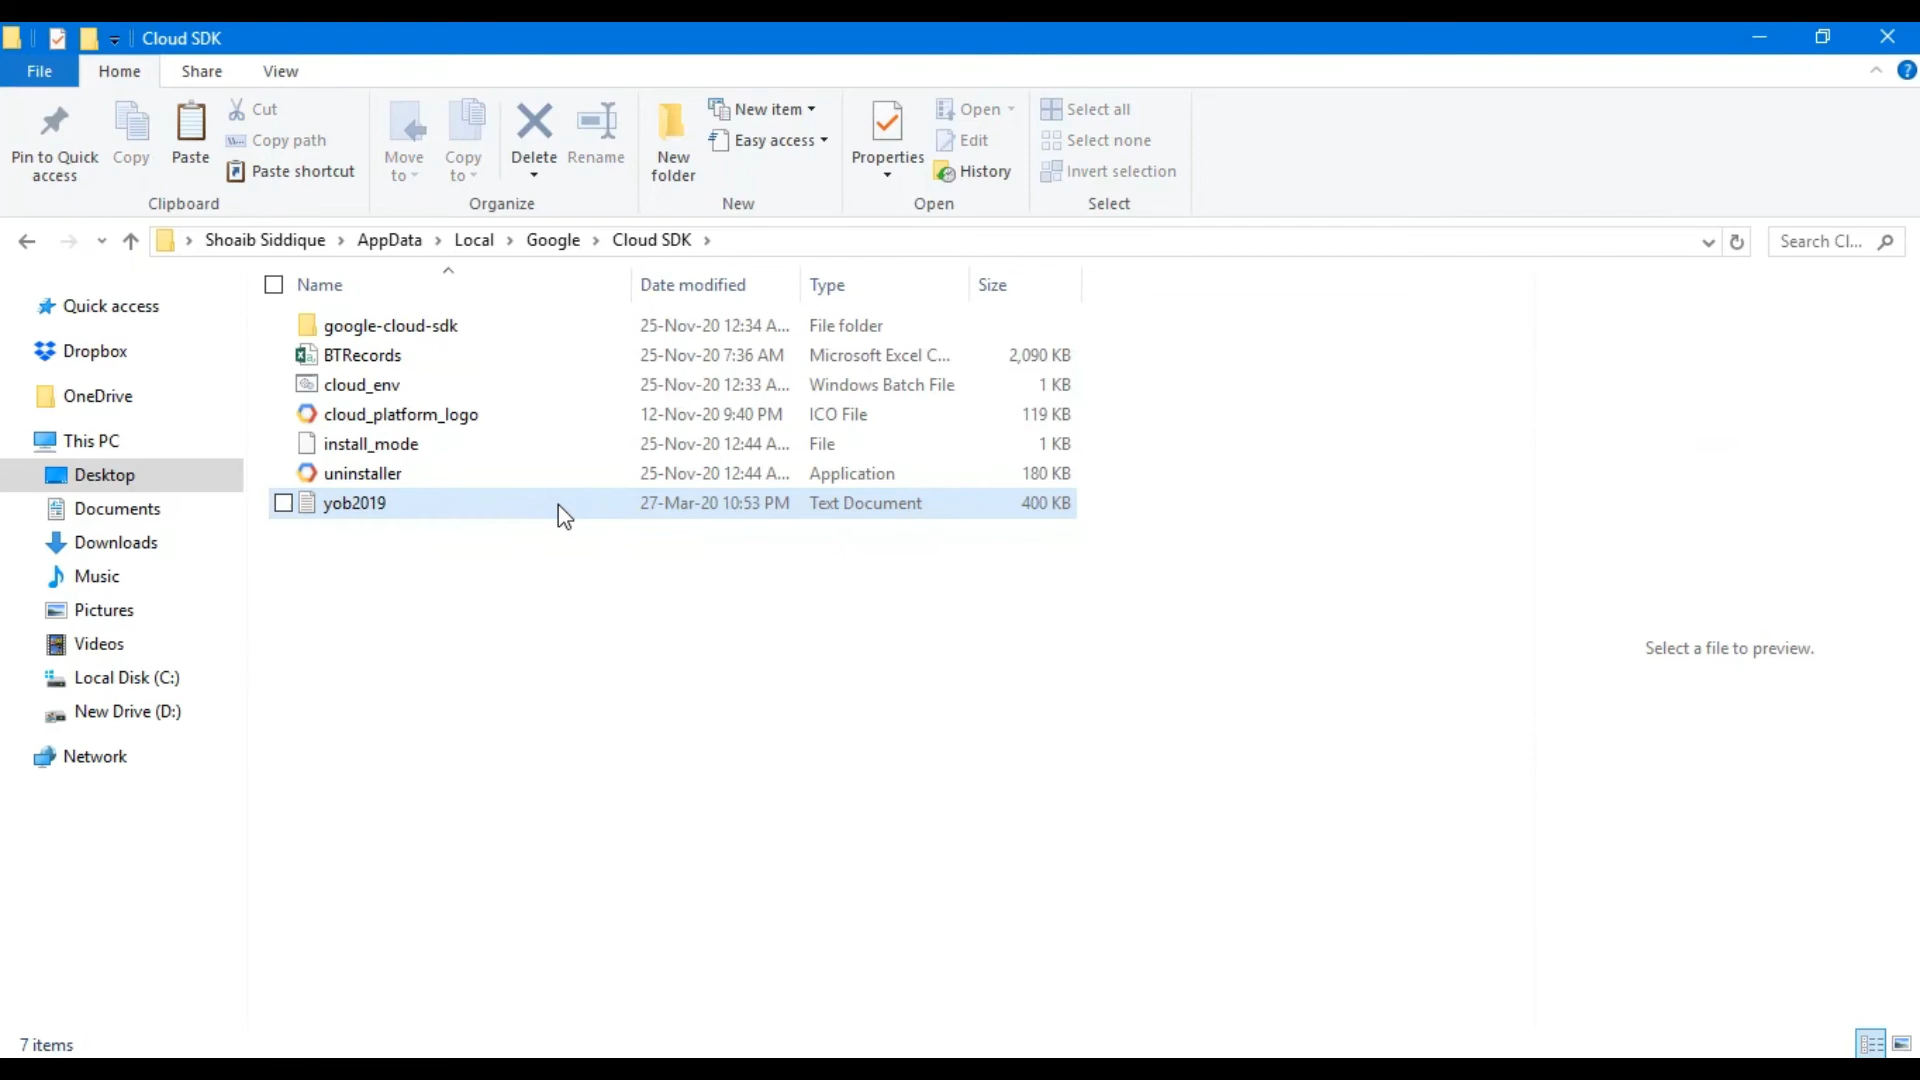 Cloud SDK
File Home Share View
Pin to Quick access
Copy
Paste
Cut
Copy path
Paste shortcut
Clipboard
Move to
Copy to
Delete
Rename
Organize
New folder
New item
Easy access
New
Properties
Open
Edit
History
Open
Select all
Select none
Invert selection
Select
Shoaib Siddique > AppData > Local > Google > Cloud SDK >
Search Cl...
Quick access
Dropbox
OneDrive
This PC
Desktop
Documents
Downloads
Music
Pictures
Videos
Local Disk (C:)
New Drive (D:)
Network
Name Date modified Type Size
google-cloud-sdk 25-Nov-20 12:34 A... File folder
BTRecords 25-Nov-20 7:36 AM Microsoft Excel C... 2,090 KB
cloud_env 25-Nov-20 12:33 A... Windows Batch File 1 KB
cloud_platform_logo 12-Nov-20 9:40 PM ICO File 119 KB
install_mode 25-Nov-20 12:44 A... File 1 KB
uninstaller 25-Nov-20 12:44 A... Application 180 KB
yob2019 27-Mar-20 10:53 PM Text Document 400 KB
Select a file to preview.
7 items